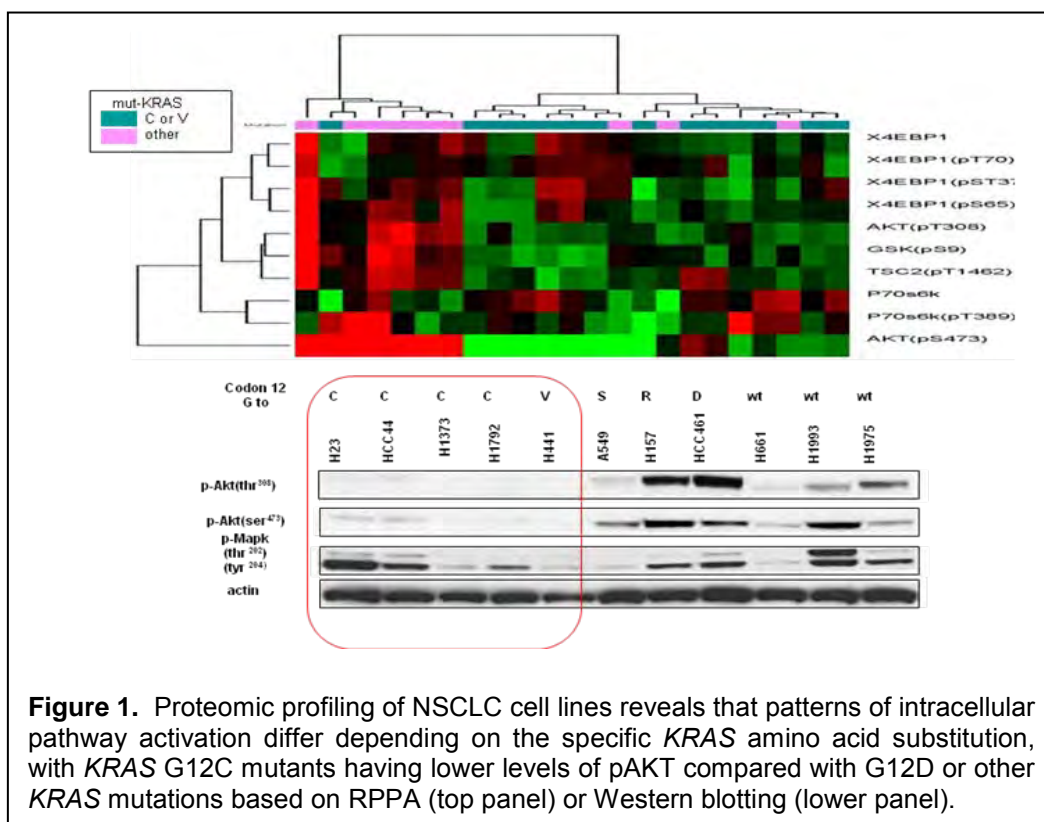 mut-KRAS
C or V
other
X4EBP1
X4EBP1(pT70)
X4EBP1(pST37
X4EBP1(pS65)
AKT(pT308)
GSK(pS9)
TSC2(pT1462)
P70s6k
P70s6k(pT389)
AKT(pS473)
Codon 12 C C C C V S R D wt wt wt
G to
H23 HCC44 H1373 H1792 H441 A549 H157 HCC461 H661 H1993 H1975
p-Akt(thr308)
p-Akt(ser473)
p-Mapk
(thr 202)
(tyr 204)
actin
Figure 1. Proteomic profiling of NSCLC cell lines reveals that patterns of intracellular
pathway activation differ depending on the specific KRAS amino acid substitution,
with KRAS G12C mutants having lower levels of pAKT compared with G12D or other
KRAS mutations based on RPPA (top panel) or Western blotting (lower panel).